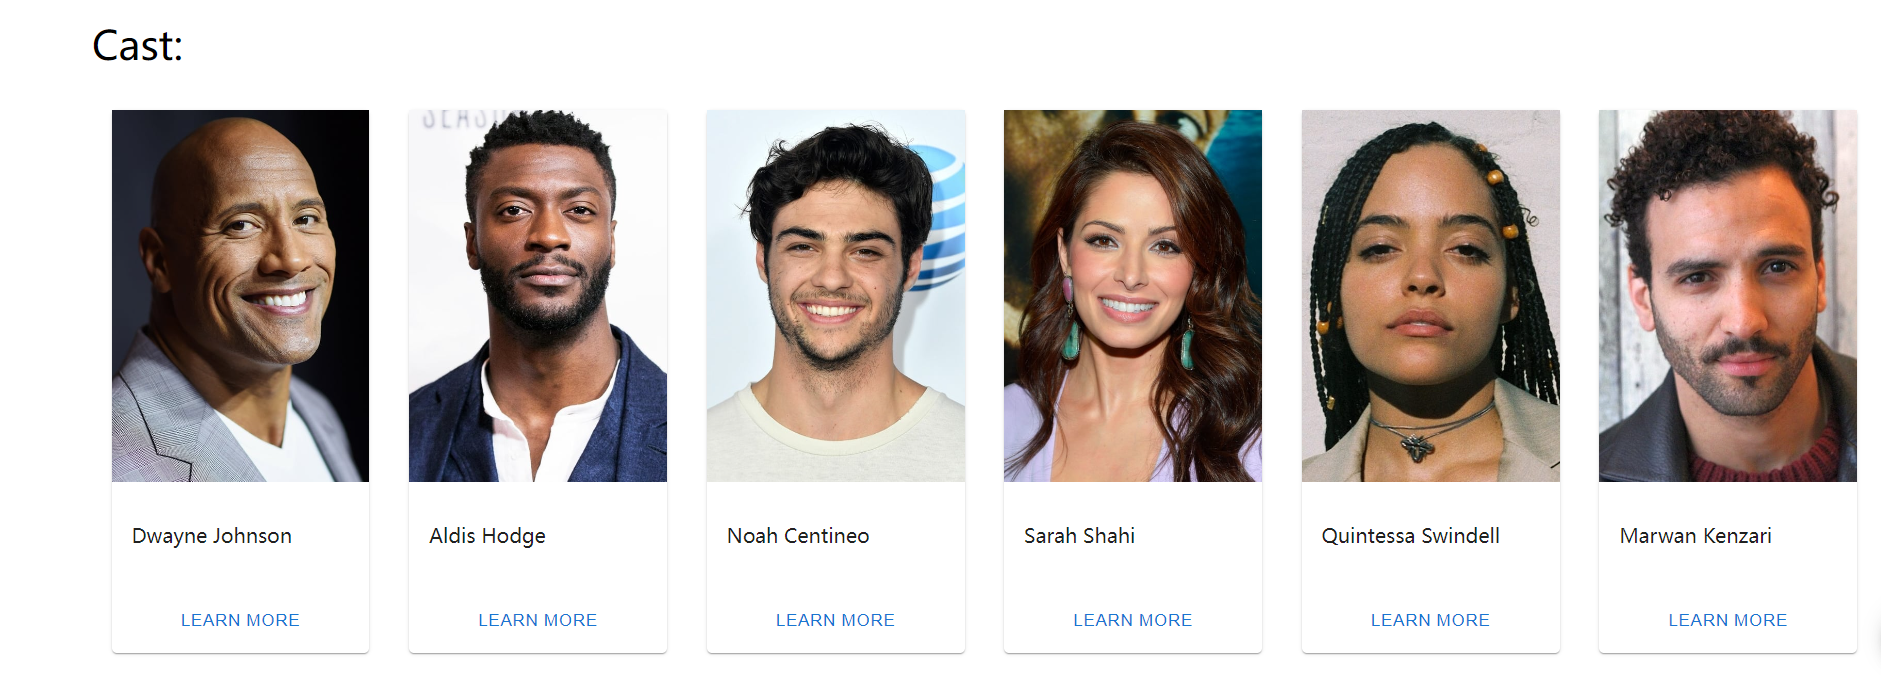 Cast:
Dwayne Johnson
Aldis Hodge
Noah Centineo
Sarah Shahi
Quintessa Swindell
Marwan Kenzari
LEARN MORE
LEARN MORE
LEARN MORE
LEARN MORE
LEARN MORE
LEARN MORE